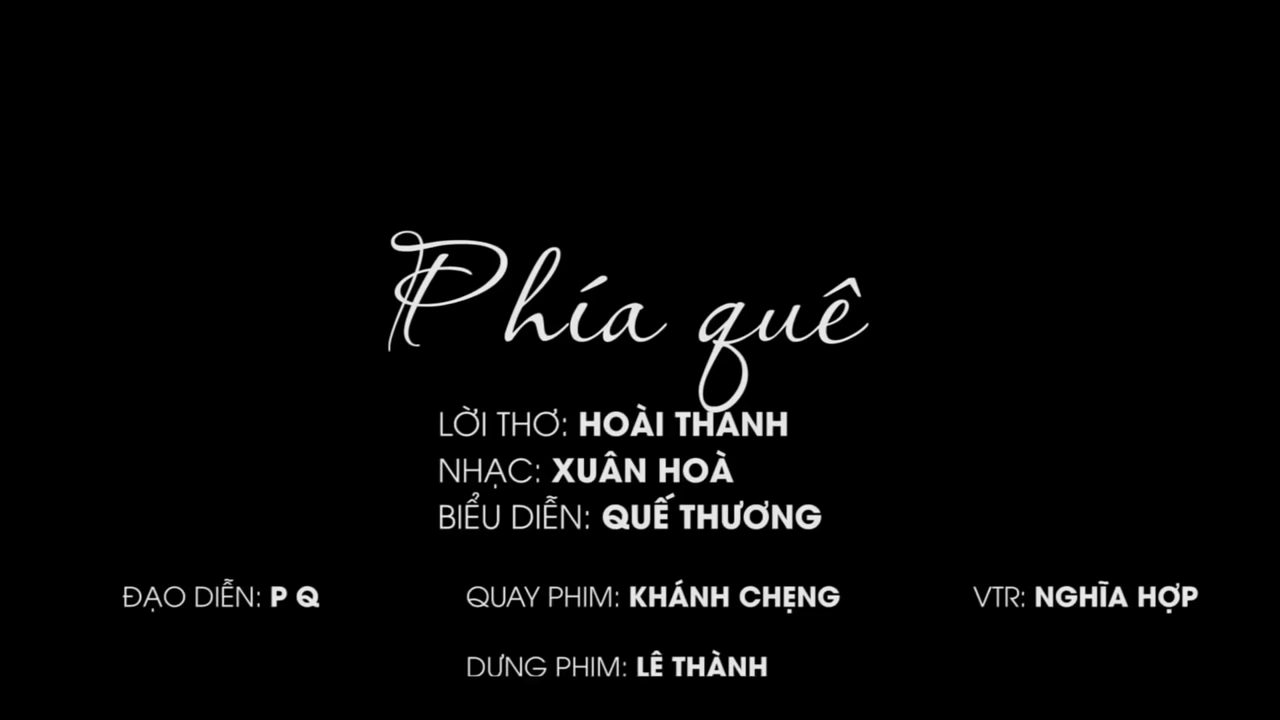 Phía quê
LỜI THƠ: HOÀI THANH
NHẠC: XUÂN HOÀ
BIỂU DIỄN: QUẾ THƯƠNG
ĐẠO DIỄN: P Q QUAY PHIM: KHÁNH CHẸNG VTR: NGHĨA HỢP
DỰNG PHIM: LÊ THÀNH